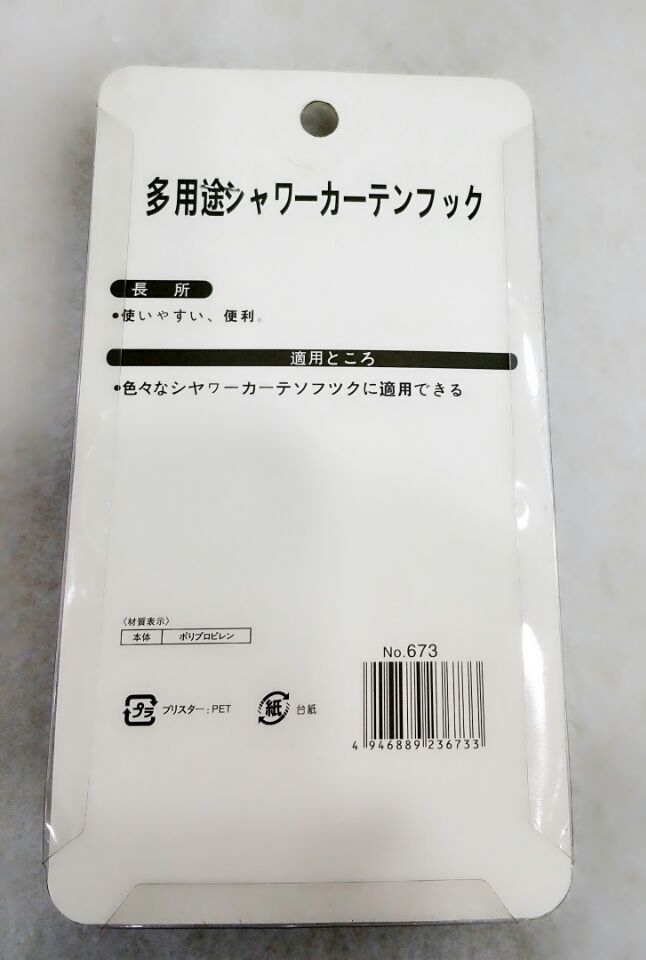 多用途シャワーカーテンフック
長 所
•使いやすい、便利。
適用ところ
•色々なシヤワーカーテソフツクに適用できる
〈材質表示〉
本体 ポリプロピレン
プラ ブリスター:PET 紙 台紙
No.673
4 946889 236733